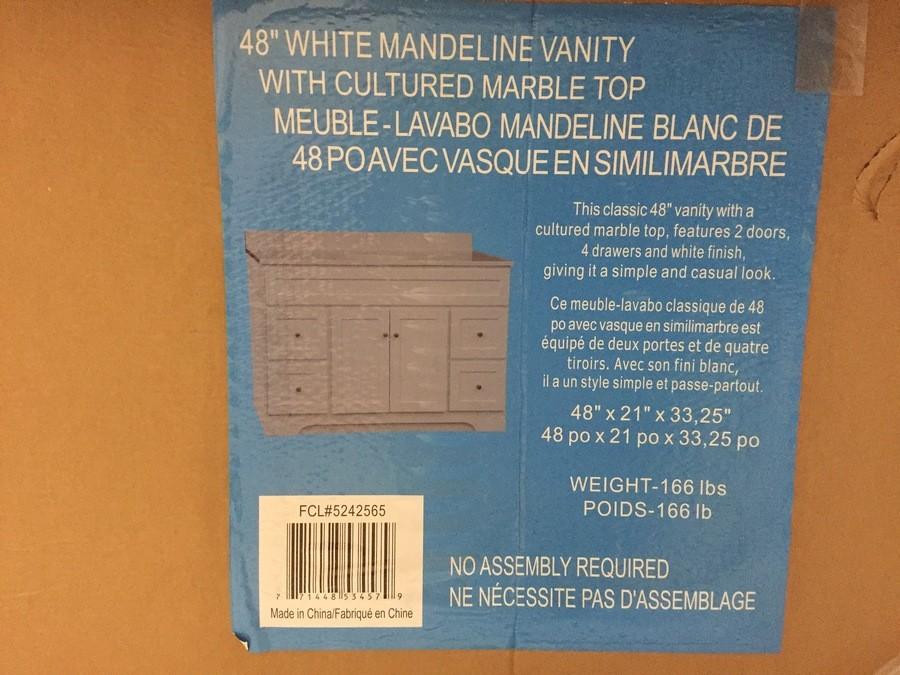 48" WHITE MANDELINE VANITY
WITH CULTURED MARBLE TOP
MEUBLE-LAVABO MANDELINE BLANC DE
48 PO AVEC VASQUE EN SIMILIMARBRE
This classic 48" vanity with a
cultured marble top, features 2 doors,
4 drawers and white finish,
giving it a simple and casual look.
Ce meuble-lavabo classique de 48
po avec vasque en similimarbre est
équipé de deux portes et de quatre
tiroirs. Avec son fini blanc,
il a un style simple et passe-partout.
48" x 21" x 33,25"
48 po x 21 po x 33,25 po
WEIGHT-166 lbs
POIDS-166 lb
FCL#5242565
7 71448 53457 9
Made in China/Fabriqué en Chine
NO ASSEMBLY REQUIRED
NE NÉCESSITE PAS D'ASSEMBLAGE